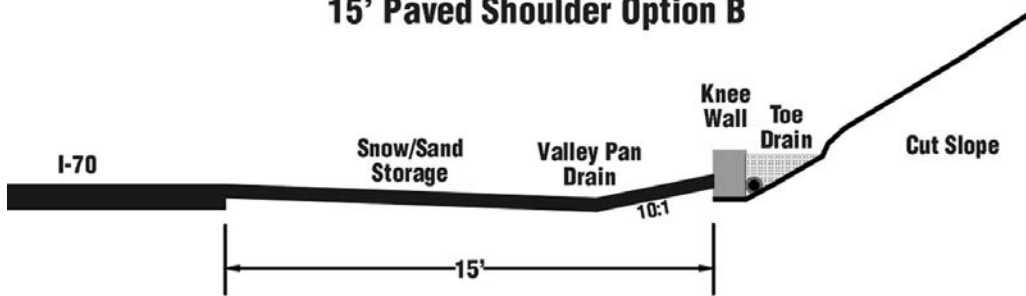 15' Paved Shoulder Option B
Knee
Wall
Toe
Drain
I-70
Snow/Sand
Storage
Valley Pan
Drain
Cut Slope
10:1
15'